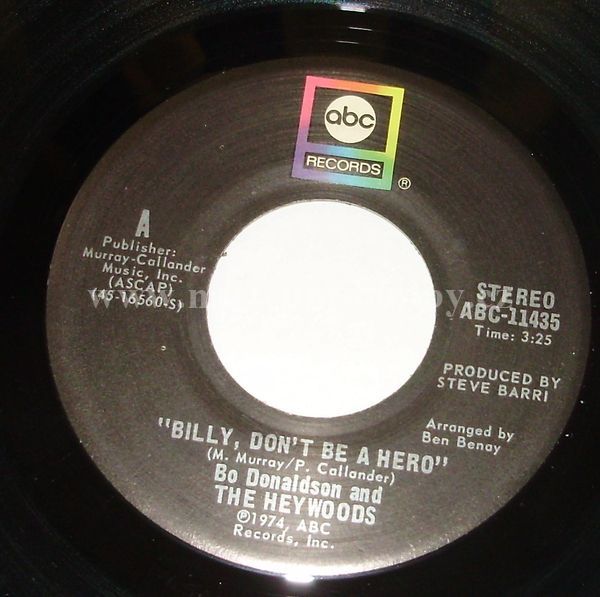 abc
RECORDS
®
A
Publisher:
Murray-Callander
Music, Inc.
(ASCAP)
(45-16560-S)
STEREO
ABC-11435
Time: 3:25
PRODUCED BY
STEVE BARRI
Arranged by
Ben Benay
"BILLY, DON'T BE A HERO"
(M. Murray/P. Callander)
Bo Donaldson and
THE HEYWOODS
℗1974, ABC
Records, Inc.